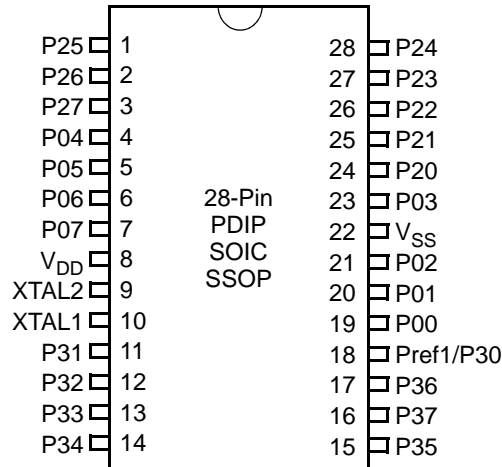 P25 1 28 P24
P26 2 27 P23
P27 3 26 P22
P04 4 25 P21
P05 5 24 P20
P06 6 28-Pin 23 P03
P07 7 PDIP 22 VSS
VDD 8 SOIC 21 P02
XTAL2 9 SSOP 20 P01
XTAL1 10 19 P00
P31 11 18 Pref1/P30
P32 12 17 P36
P33 13 16 P37
P34 14 15 P35